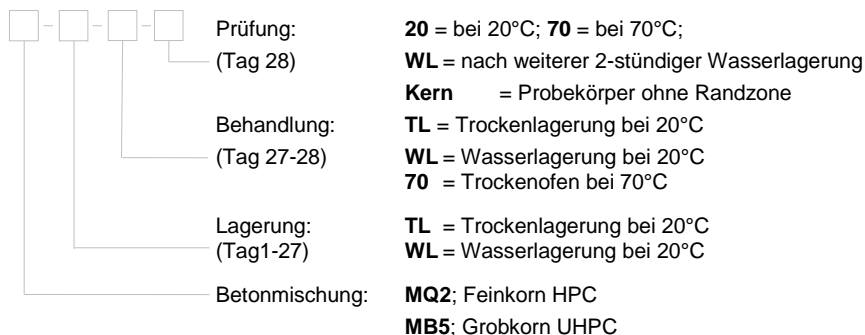 Prüfung: 20 = bei 20°C; 70 = bei 70°C;
(Tag 28) WL = nach weiterer 2-stündiger Wasserlagerung
Kern = Probekörper ohne Randzone
Behandlung: TL = Trockenlagerung bei 20°C
(Tag 27-28) WL = Wasserlagerung bei 20°C
70 = Trockenofen bei 70°C
Lagerung: TL = Trockenlagerung bei 20°C
(Tag1-27) WL = Wasserlagerung bei 20°C
Betonmischung: MQ2; Feinkorn HPC
MB5; Grobkorn UHPC